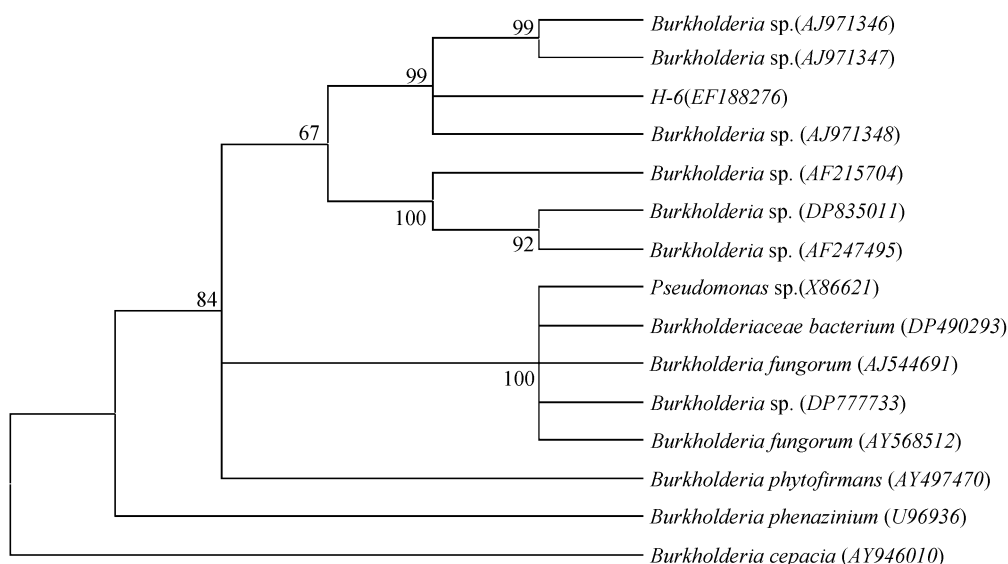 99
Burkholderia sp.(AJ971346)
Burkholderia sp.(AJ971347)
99
H-6(EF188276)
67
Burkholderia sp. (AJ971348)
Burkholderia sp. (AF215704)
100
Burkholderia sp. (DP835011)
92
Burkholderia sp. (AF247495)
Pseudomonas sp.(X86621)
84
Burkholderiaceae bacterium (DP490293)
Burkholderia fungorum (AJ544691)
100
Burkholderia sp. (DP777733)
Burkholderia fungorum (AY568512)
Burkholderia phytofirmans (AY497470)
Burkholderia phenazinium (U96936)
Burkholderia cepacia (AY946010)